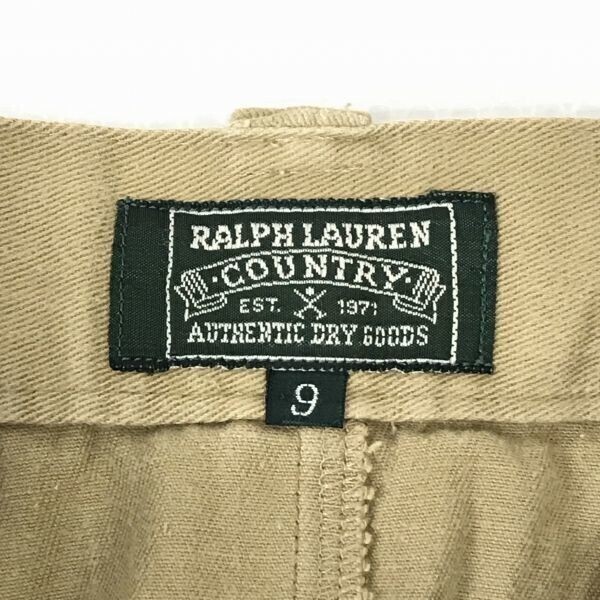 RALPH LAUREN
·COUNTRY·
EST. 1971
AUTHENTIC DRY GOODS
9